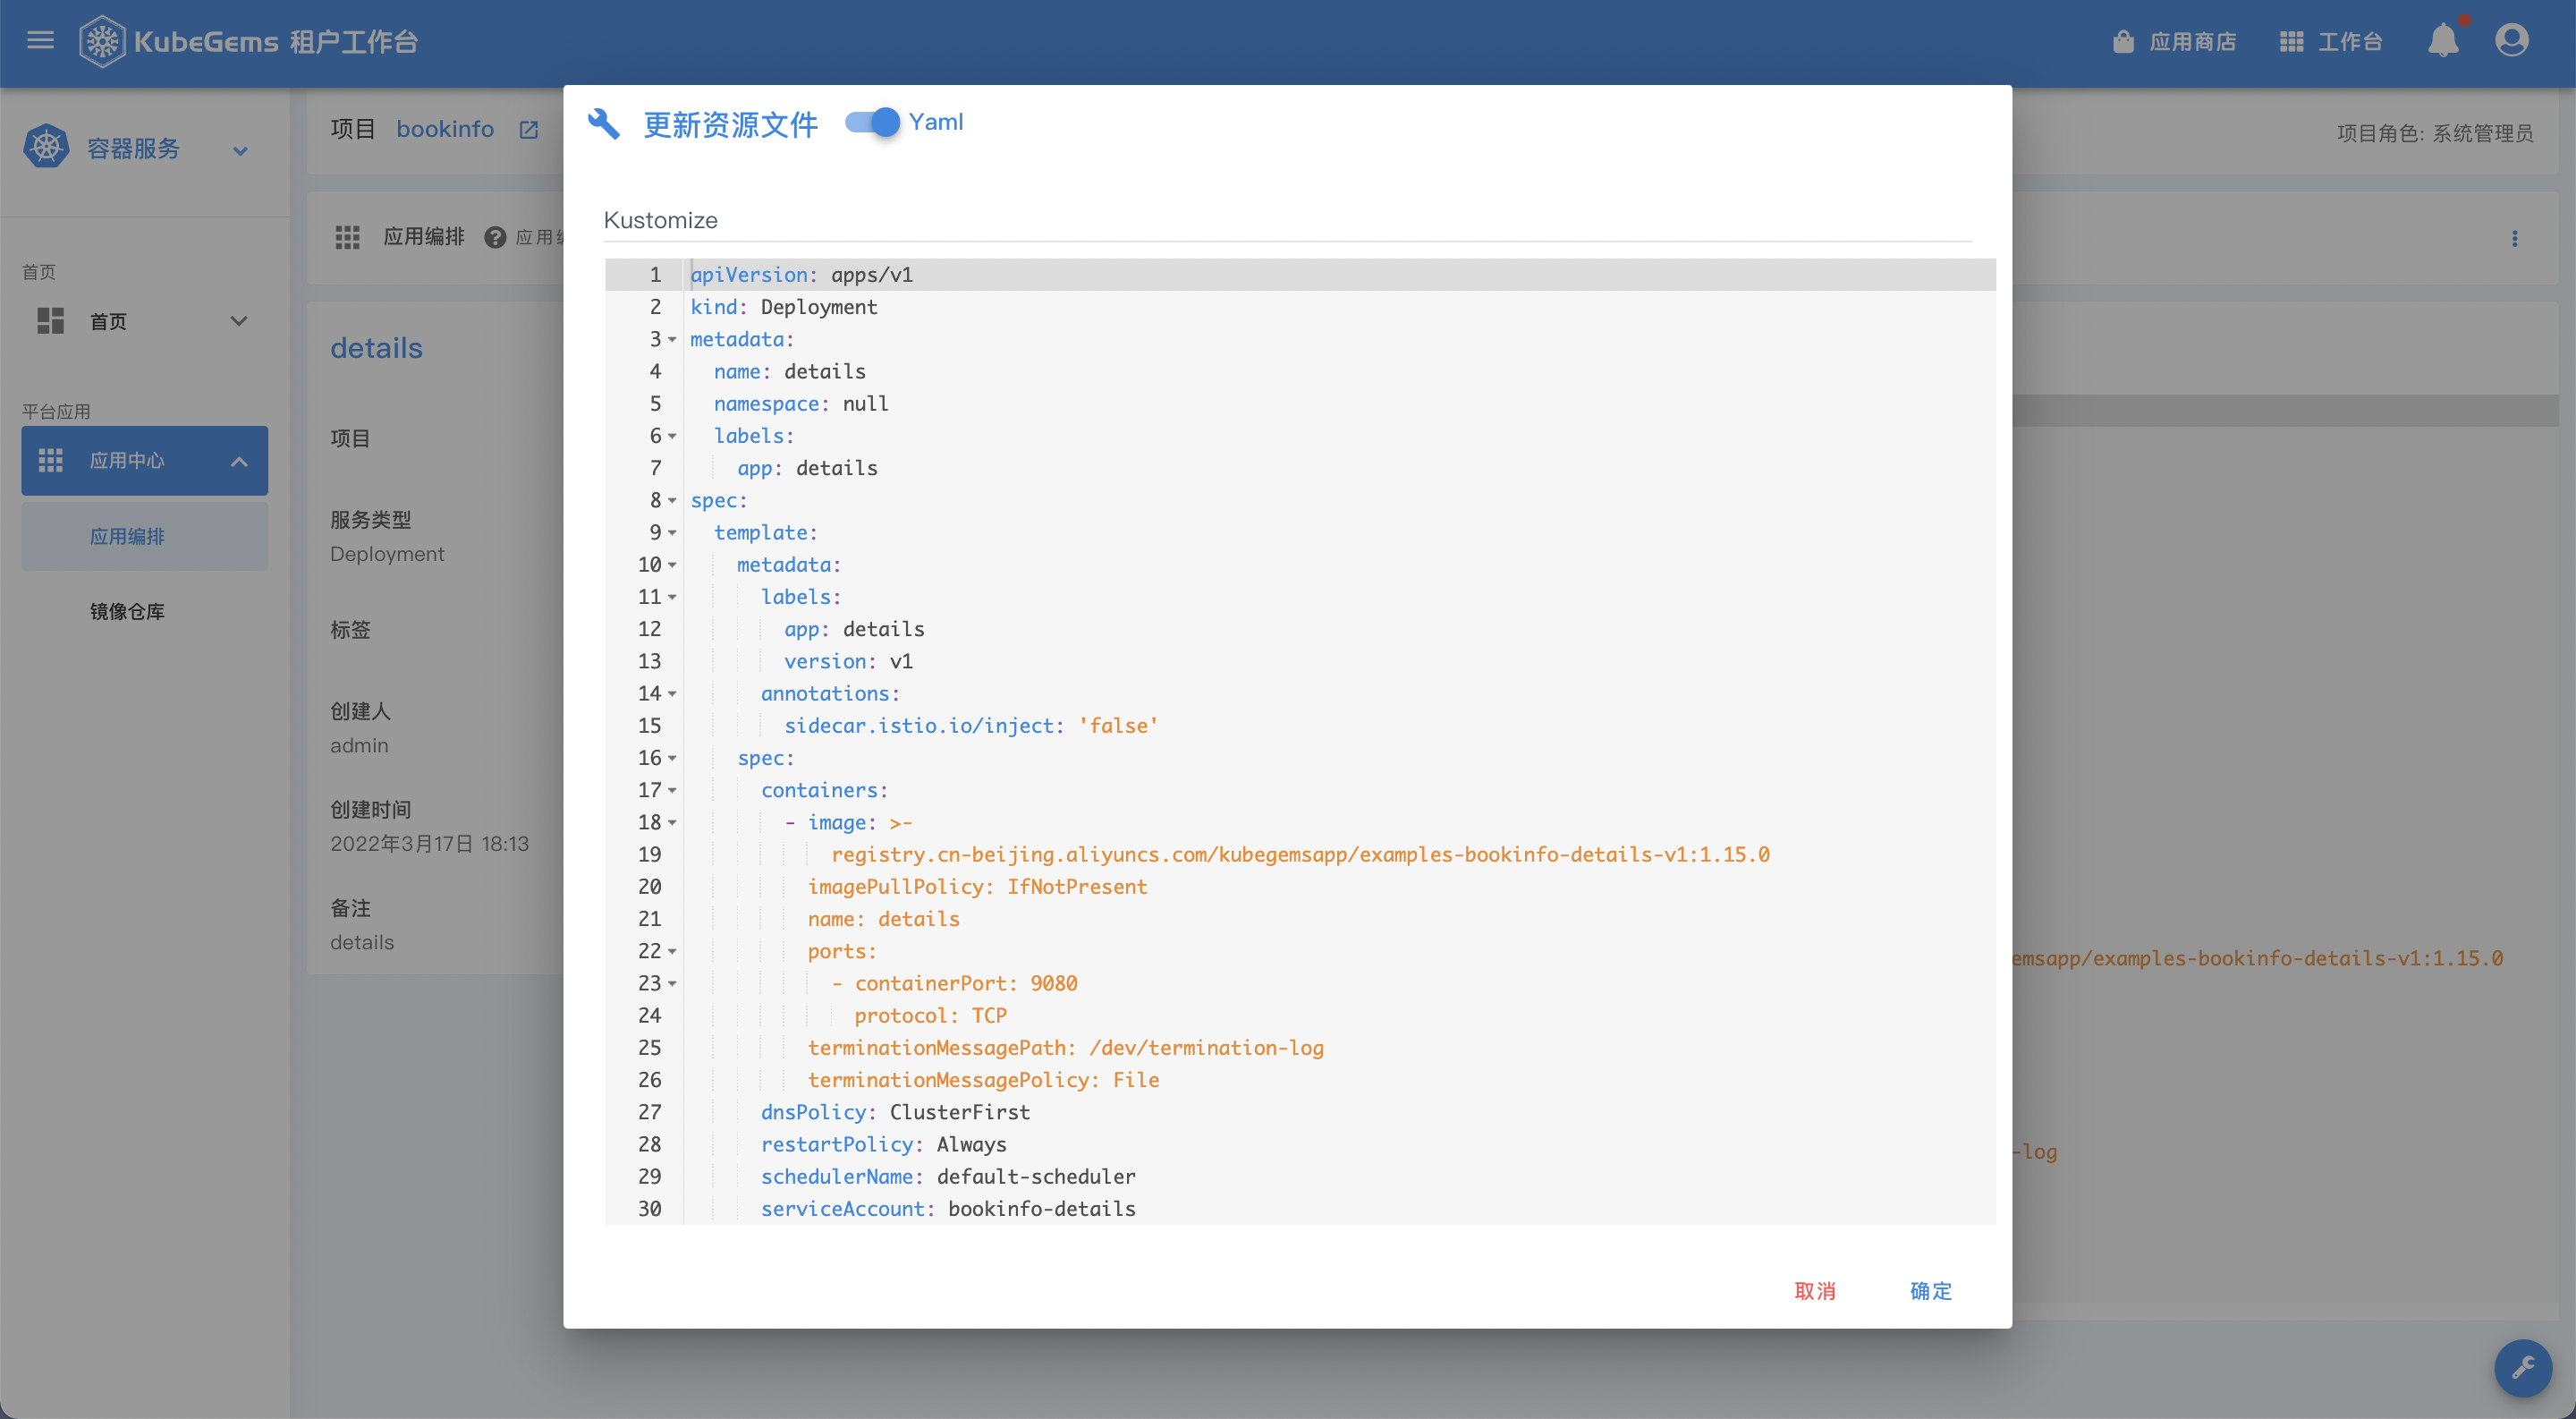 KubeGems 租户工作台
应用商店
工作台
容器服务
首页
首页
平台应用
应用中心
应用编排
镜像仓库
项目 bookinfo
项目角色: 系统管理员
应用编排
details
项目
服务类型
Deployment
标签
创建人
admin
创建时间
2022年3月17日 18:13
备注
details
更新资源文件 Yaml
Kustomize
1 apiVersion: apps/v1
2 kind: Deployment
3 metadata:
4 name: details
5 namespace: null
6 labels:
7 app: details
8 spec:
9 template:
10 metadata:
11 labels:
12 app: details
13 version: v1
14 annotations:
15 sidecar.istio.io/inject: 'false'
16 spec:
17 containers:
18 - image: >-
19 registry.cn-beijing.aliyuncs.com/kubegemsapp/examples-bookinfo-details-v1:1.15.0
20 imagePullPolicy: IfNotPresent
21 name: details
22 ports:
23 - containerPort: 9080
24 protocol: TCP
25 terminationMessagePath: /dev/termination-log
26 terminationMessagePolicy: File
27 dnsPolicy: ClusterFirst
28 restartPolicy: Always
29 schedulerName: default-scheduler
30 serviceAccount: bookinfo-details
取消
确定
emsapp/examples-bookinfo-details-v1:1.15.0
-log